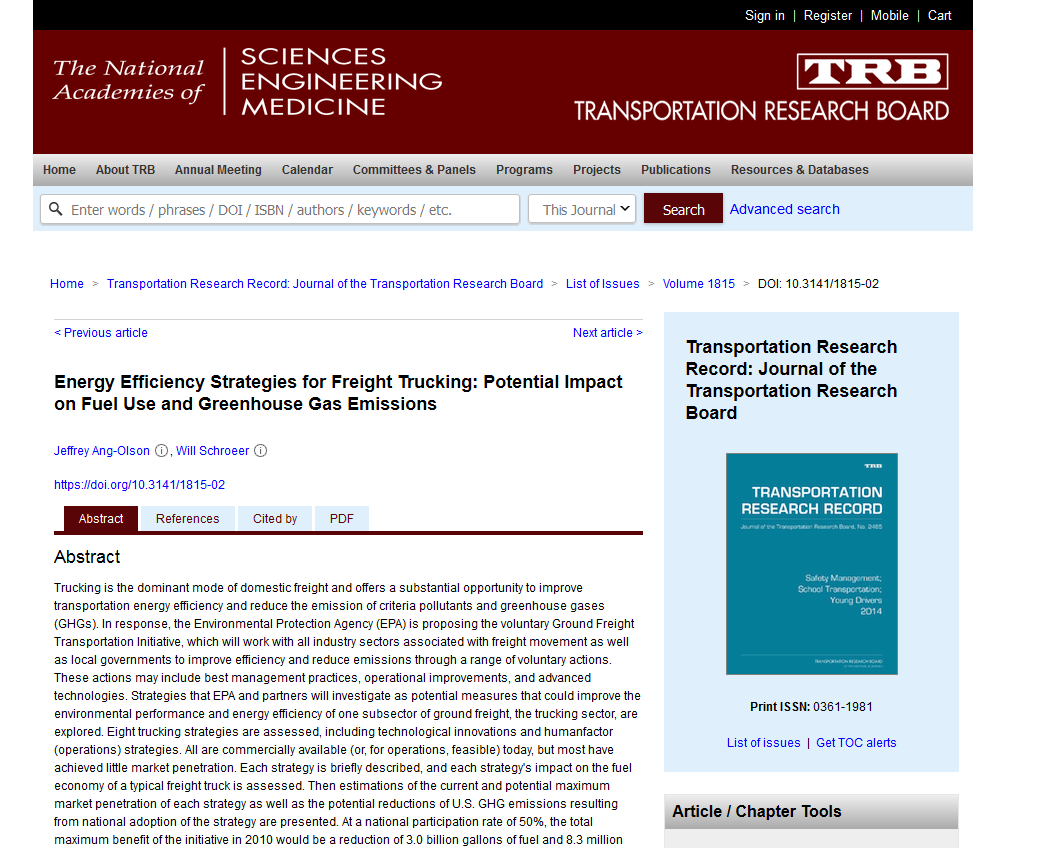 Sign in | Register | Mobile | Cart
The National
Academies of
SCIENCES
ENGINEERING
MEDICINE
TRB
TRANSPORTATION RESEARCH BOARD
Home About TRB Annual Meeting Calendar Committees & Panels Programs Projects Publications Resources & Databases
Enter words / phrases / DOI / ISBN / authors / keywords / etc. This Journal Search Advanced search
Home > Transportation Research Record: Journal of the Transportation Research Board > List of Issues > Volume 1815 > DOI: 10.3141/1815-02
< Previous article Next article >
Energy Efficiency Strategies for Freight Trucking: Potential Impact
on Fuel Use and Greenhouse Gas Emissions
Jeffrey Ang-Olson, Will Schroeer
https://doi.org/10.3141/1815-02
Abstract References Cited by PDF
Abstract
Trucking is the dominant mode of domestic freight and offers a substantial opportunity to improve
transportation energy efficiency and reduce the emission of criteria pollutants and greenhouse gases
(GHGs). In response, the Environmental Protection Agency (EPA) is proposing the voluntary Ground Freight
Transportation Initiative, which will work with all industry sectors associated with freight movement as well
as local governments to improve efficiency and reduce emissions through a range of voluntary actions.
These actions may include best management practices, operational improvements, and advanced
technologies. Strategies that EPA and partners will investigate as potential measures that could improve the
environmental performance and energy efficiency of one subsector of ground freight, the trucking sector, are
explored. Eight trucking strategies are assessed, including technological innovations and humanfactor
(operations) strategies. All are commercially available (or, for operations, feasible) today, but most have
achieved little market penetration. Each strategy is briefly described, and each strategy's impact on the fuel
economy of a typical freight truck is assessed. Then estimations of the current and potential maximum
market penetration of each strategy as well as the potential reductions of U.S. GHG emissions resulting
from national adoption of the strategy are presented. At a national participation rate of 50%, the total
maximum benefit of the initiative in 2010 would be a reduction of 3.0 billion gallons of fuel and 8.3 million
Transportation Research
Record: Journal of the
Transportation Research
Board
TRB
TRANSPORTATION
RESEARCH RECORD
Journal of the Transportation Research Board, No. 2465
Safety Management;
School Transportation;
Young Drivers
2014
TRANSPORTATION RESEARCH BOARD
Print ISSN: 0361-1981
List of issues | Get TOC alerts
Article / Chapter Tools